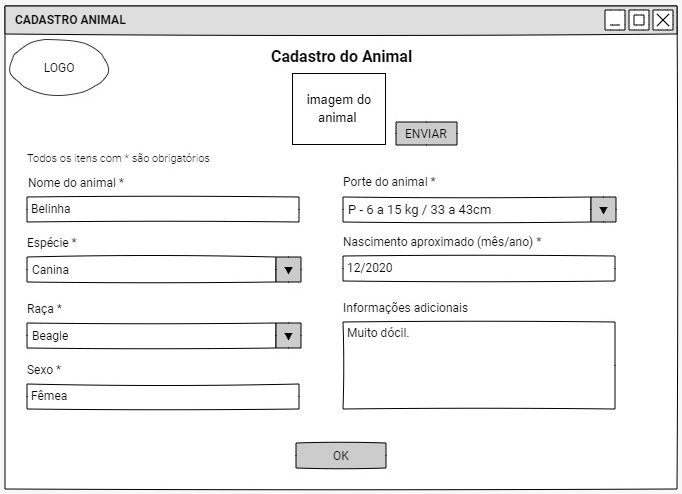 CADASTRO ANIMAL
LOGO
Cadastro do Animal
imagem do
animal
ENVIAR
Todos os itens com * são obrigatórios
Nome do animal *
Belinha
Porte do animal *
P - 6 a 15 kg / 33 a 43cm
Espécie *
Canina
Nascimento aproximado (mês/ano) *
12/2020
Raça *
Beagle
Informações adicionais
Muito dócil.
Sexo *
Fêmea
OK